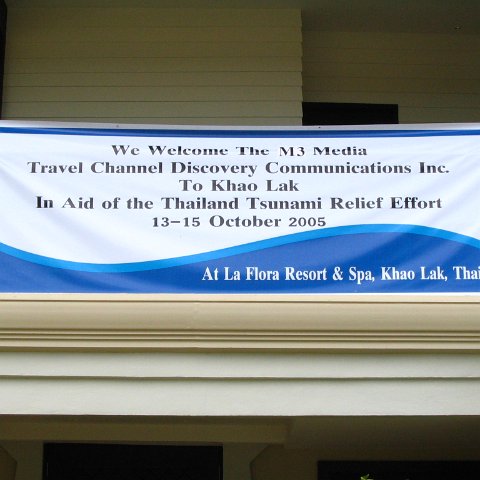 We Welcome The M3 Media
Travel Channel Discovery Communications Inc.
To Khao Lak
In Aid of the Thailand Tsunami Relief Effort
13-15 October 2005
At La Flora Resort & Spa, Khao Lak, Thai